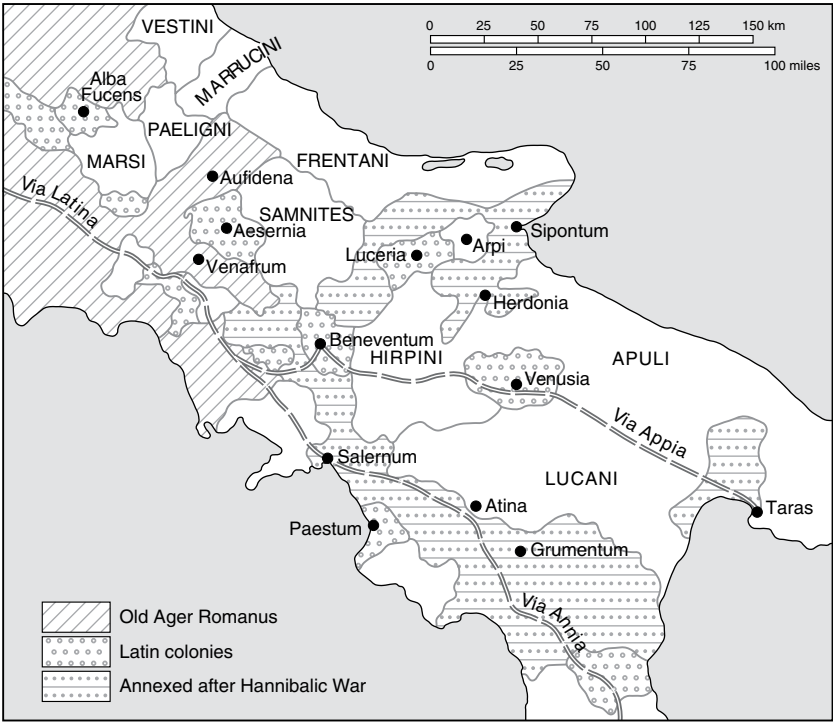 VESTINI
0 25 50 75 100 125 150 km
0 25 50 75 100 miles
MARRUCINI
Alba
Fucens
PAELIGNI
MARSI
FRENTANI
Aufidena
Via Latina
SAMNITES
Aesernia
Sipontum
Arpi
Luceria
Venafrum
Herdonia
Beneventum
HIRPINI
APULI
Venusia
Via Appia
Salernum
LUCANI
Atina
Taras
Paestum
Grumentum
Via Annia
Old Ager Romanus
Latin colonies
Annexed after Hannibalic War